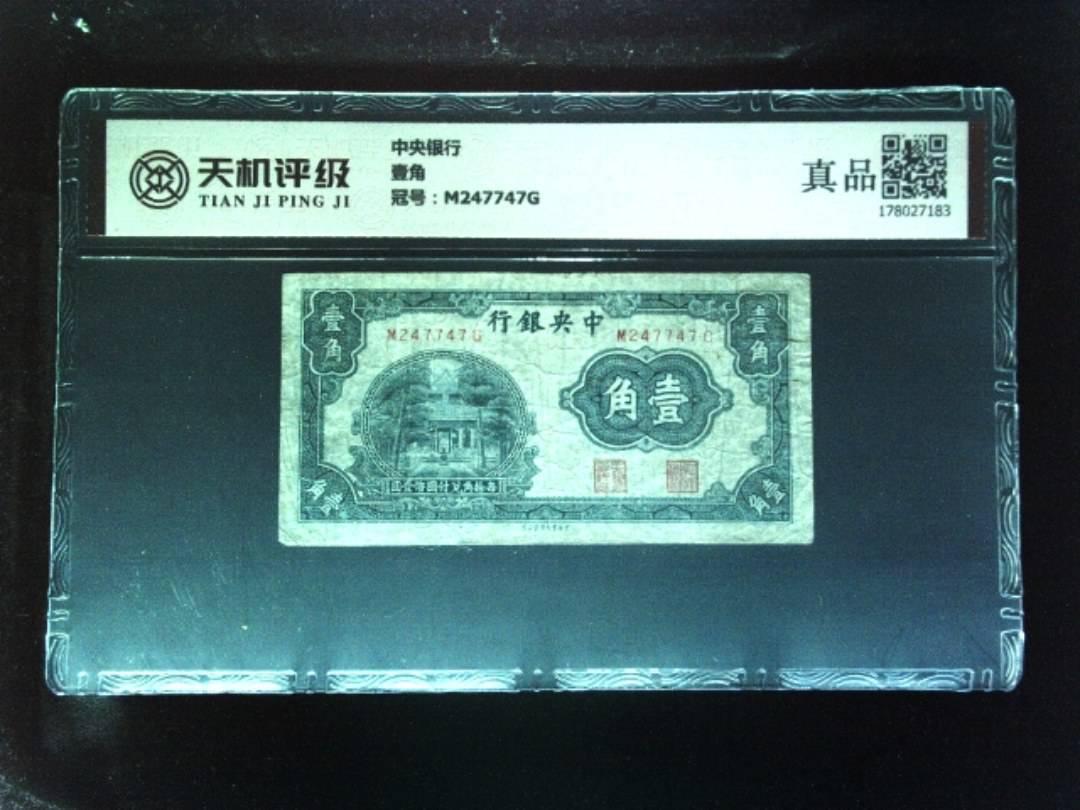 天机评级
TIAN JI PING JI
中央银行
壹角
冠号：M247747G
真品
178027183
行銀央中
M247747G M247747G
壹角
壹角
角壹
角壹
角壹